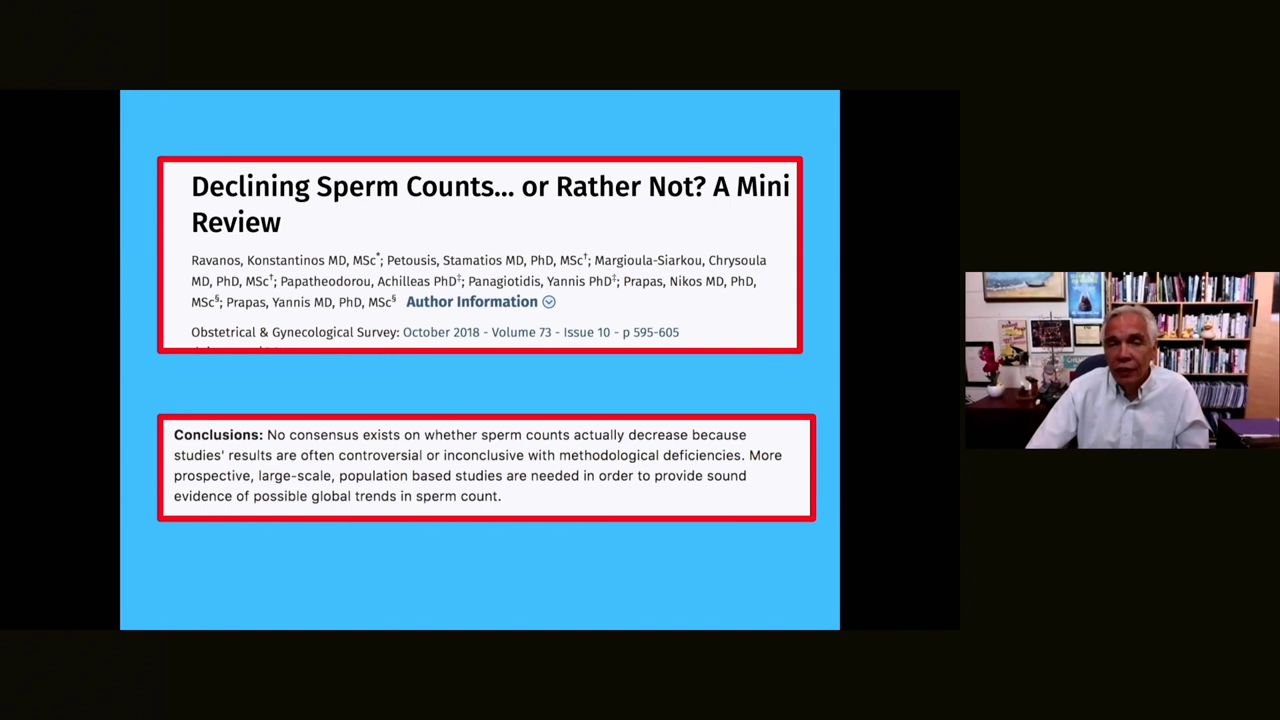 Declining Sperm Counts... or Rather Not? A Mini
Review
Ravanos, Konstantinos MD, MSc*; Petousis, Stamatios MD, PhD, MSc†; Margioula-Siarkou, Chrysoula
MD, PhD, MSc†; Papatheodorou, Achilleas PhD‡; Panagiotidis, Yannis PhD‡; Prapas, Nikos MD, PhD,
MSc§; Prapas, Yannis MD, PhD, MSc§ Author Information
Obstetrical & Gynecological Survey: October 2018 - Volume 73 - Issue 10 - p 595-605
Conclusions: No consensus exists on whether sperm counts actually decrease because
studies' results are often controversial or inconclusive with methodological deficiencies. More
prospective, large-scale, population based studies are needed in order to provide sound
evidence of possible global trends in sperm count.